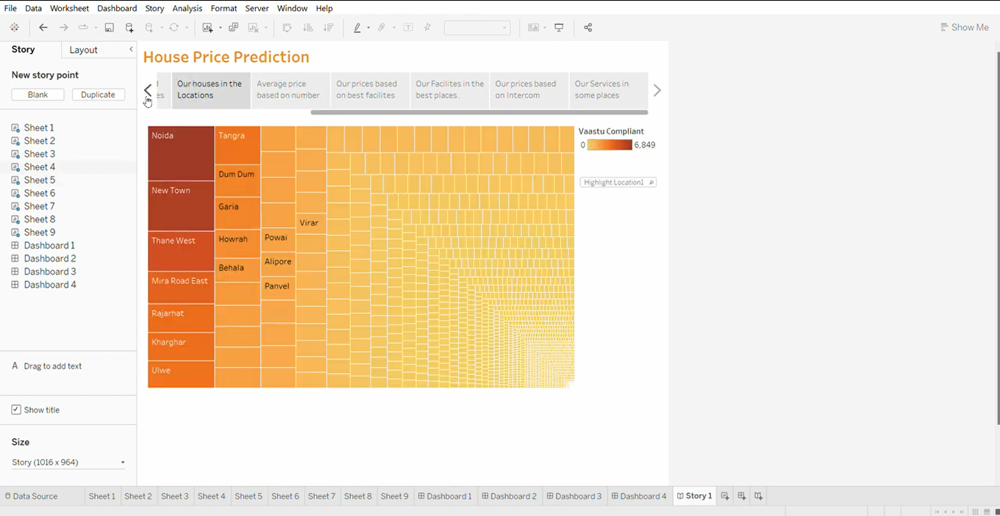 File Data Worksheet Dashboard Story Analysis Format Server Window Help
Show Me
Story Layout
New story point
Blank Duplicate
Sheet 1
Sheet 2
Sheet 3
Sheet 4
Sheet 5
Sheet 6
Sheet 7
Sheet 8
Sheet 9
Dashboard 1
Dashboard 2
Dashboard 3
Dashboard 4
A Drag to add text
Show title
Size
Story (1016 x 964)
House Price Prediction
Our houses in the
Locations
Average price
based on number
Our prices based
on best facilites
Our Facilites in the
best places.
Our prices based
on Intercom
Our Services in
some places
Noida
New Town
Thane West
Mira Road East
Rajarhat
Kharghar
Ulwe
Tangra
Dum Dum
Garia
Howrah
Behala
Powai
Alipore
Panvel
Virar
Vaastu Compliant
0 6,849
Highlight Location1
Data Source Sheet 1 Sheet 2 Sheet 3 Sheet 4 Sheet 5 Sheet 6 Sheet 7 Sheet 8 Sheet 9 Dashboard 1 Dashboard 2 Dashboard 3 Dashboard 4 Story 1